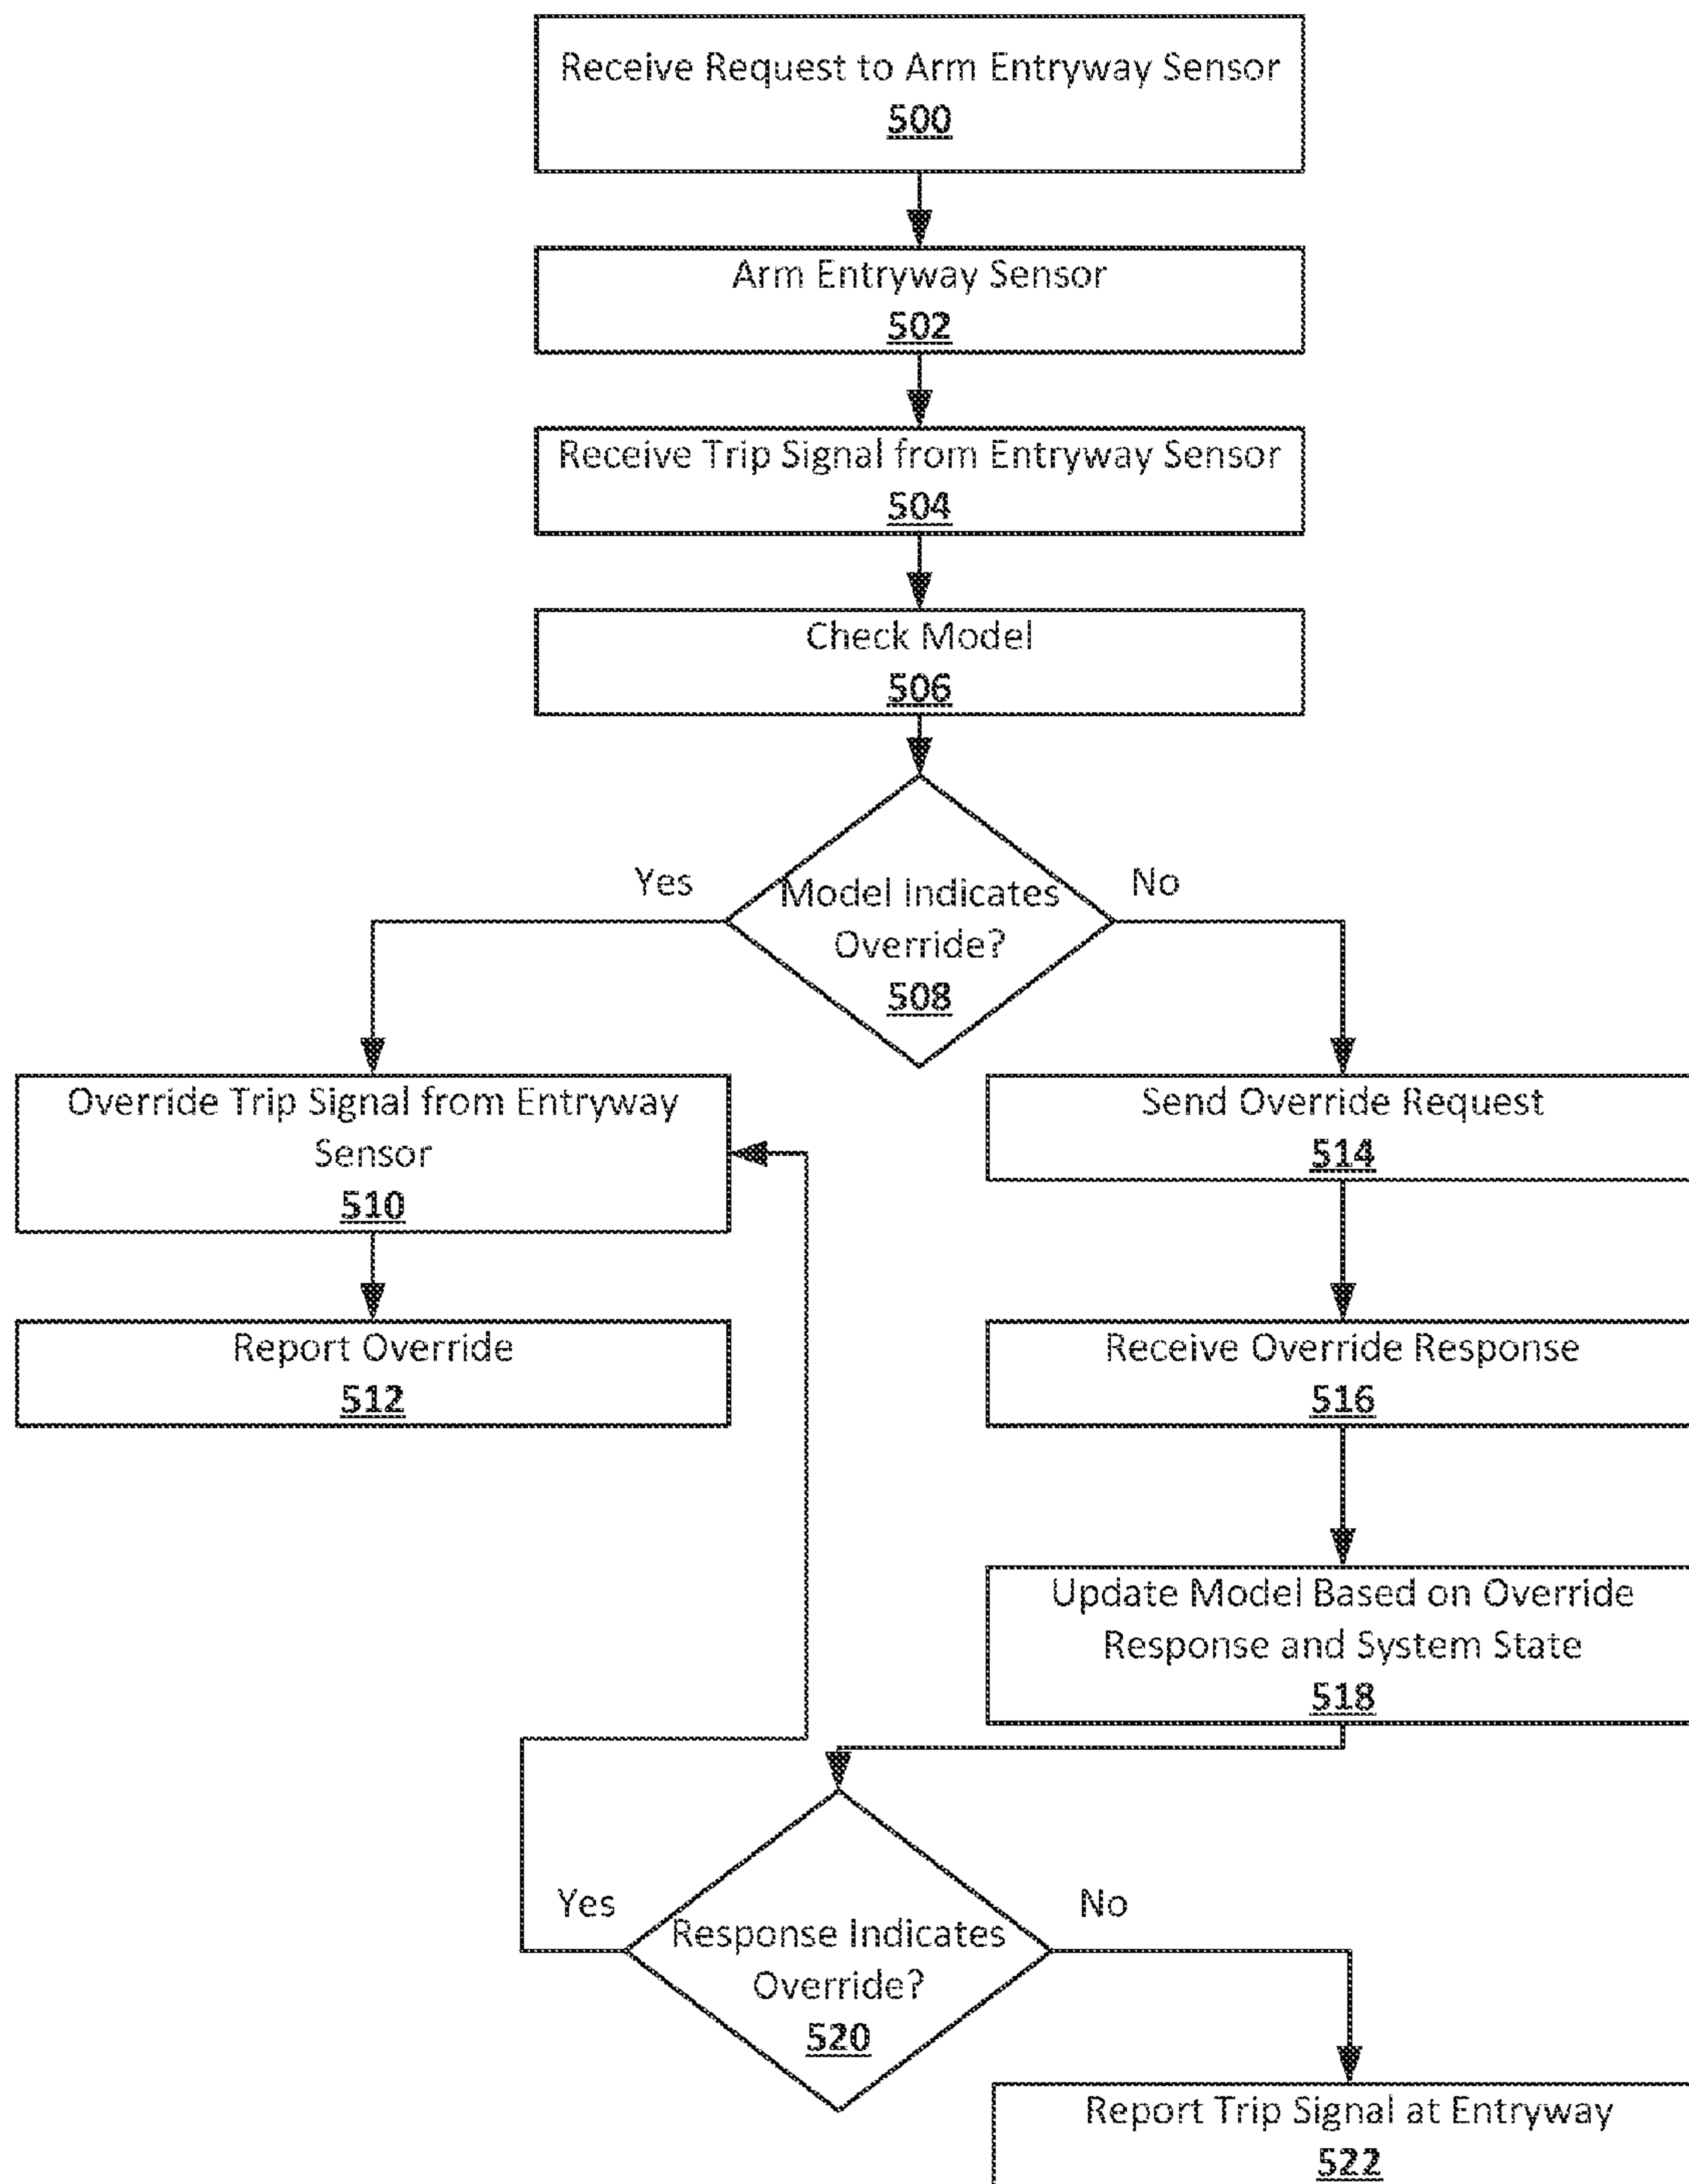 Receive Request to Arm Entryway Sensor
500
Arm Entryway Sensor
502
Receive Trip Signal from Entryway Sensor
504
Check Model
506
Yes
No
Model Indicates
Override?
508
Override Trip Signal from Entryway
Sensor
510
Send Override Request
514
Report Override
512
Receive Override Response
516
Update Model Based on Override
Response and System State
518
Yes
No
Response Indicates
Override?
520
Report Trip Signal at Entryway
522